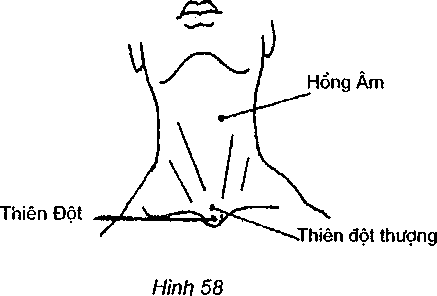 Hồng Âm
Thiên Đột
Thiên đột thượng
Hình 58